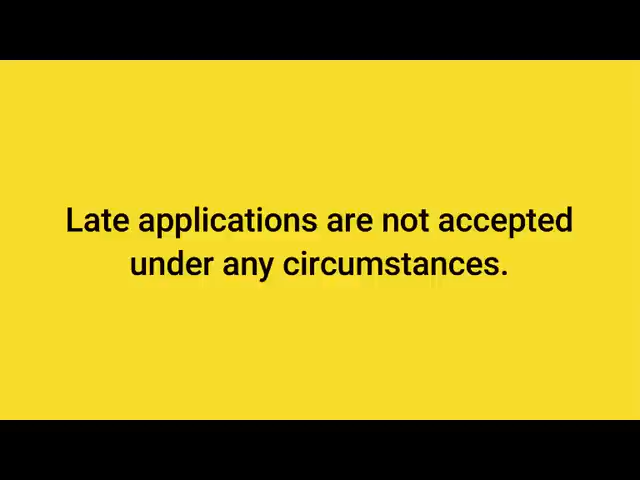 Late applications are not accepted
under any circumstances.